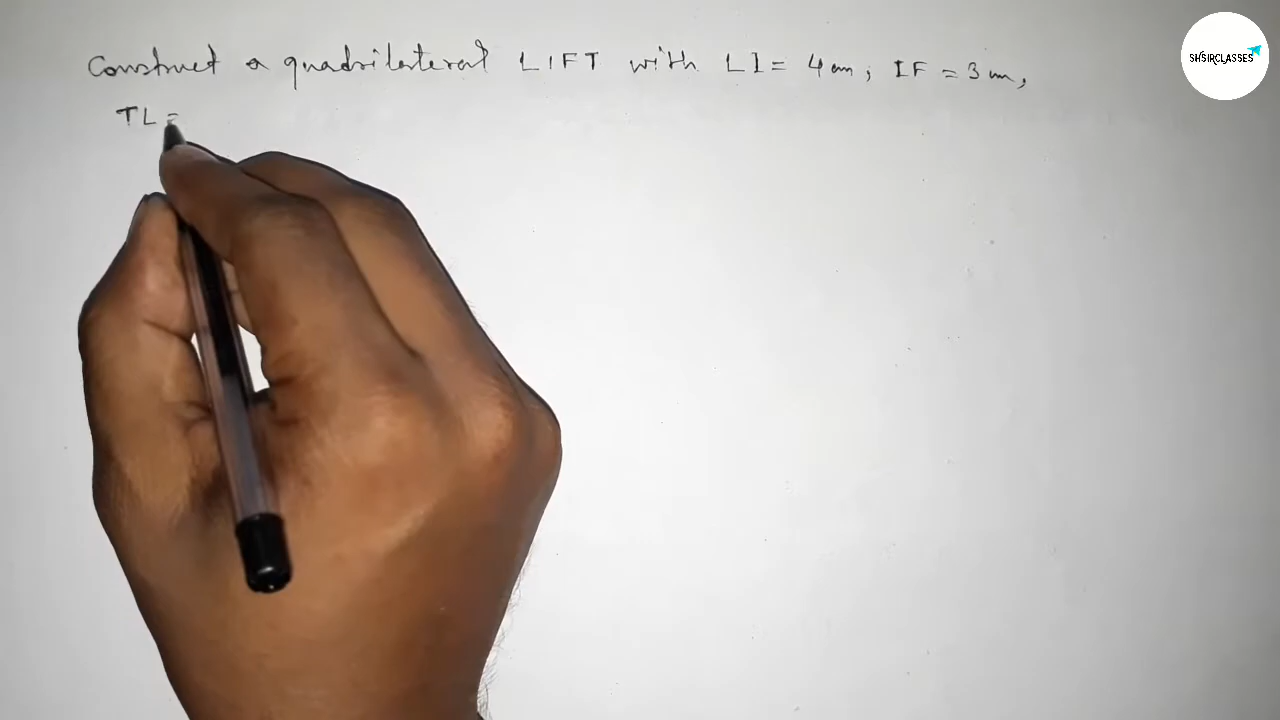 Construct a quadrilateral LIFT with LI = 4 cm, IF = 3 cm,
TL =
SHSIRCLASSES